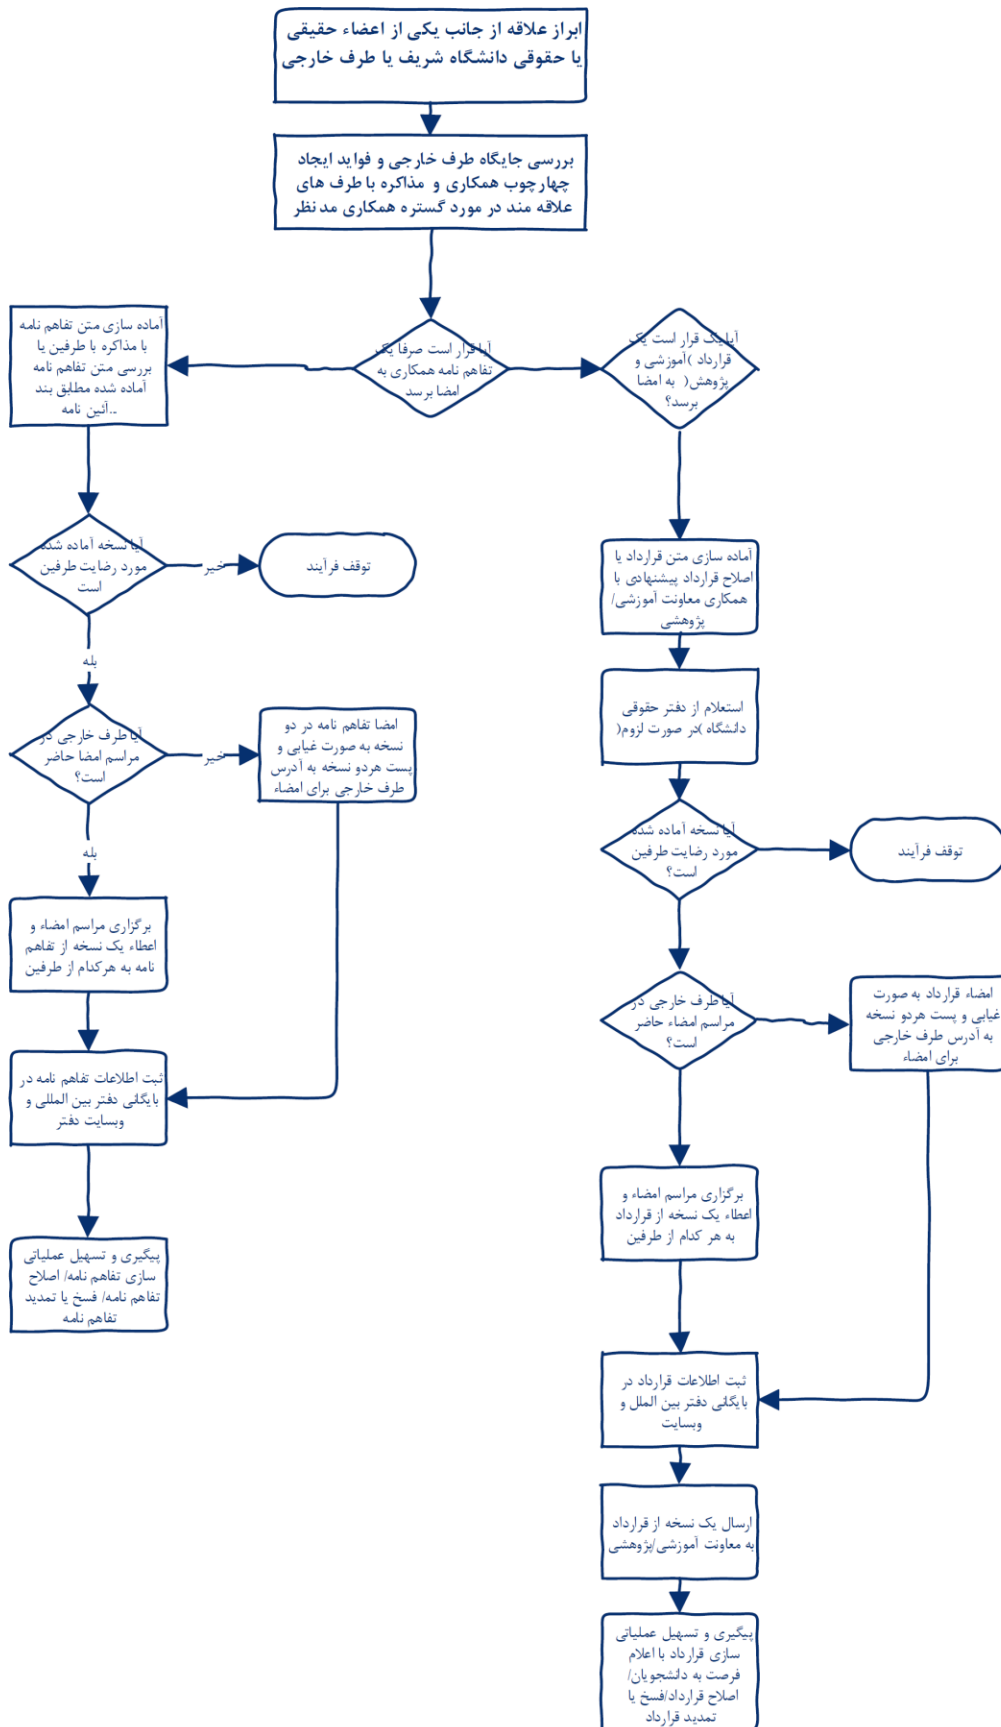 ابراز علاقه از جانب یکی از اعضاء حقیقی
یا حقوقی دانشگاه شریف یا طرف خارجی
بررسی جایگاه طرف خارجی و فواید ایجاد
چهارچوب همکاری و مذاکره با طرف های
علاقه مند در مورد گستره همکاری مد نظر
آیا قرار است صرفا یک
تفاهم نامه همکاری به
امضا برسد
آماده سازی متن تفاهم نامه
با مذاکره با طرفین یا
بررسی متن تفاهم نامه
آماده شده مطابق بند
..آئین نامه
آیا نسخه آماده شده
مورد رضایت طرفین
است
خیر
توقف فرآیند
بله
آیا طرف خارجی در
مراسم امضا حاضر
است؟
خیر
امضا تفاهم نامه در دو
نسخه به صورت غیابی و
پست هردو نسخه به آدرس
طرف خارجی برای امضاء
بله
برگزاری مراسم امضاء و
اعطاء یک نسخه از تفاهم
نامه به هرکدام از طرفین
ثبت اطلاعات تفاهم نامه در
بایگانی دفتر بین المللی و
وبسایت دفتر
پیگیری و تسهیل عملیاتی
سازی تفاهم نامه/ اصلاح
تفاهم نامه/ فسخ یا تمدید
تفاهم نامه
آیا یک قرار است یک
قرارداد )آموزشی و
پژوهش( به امضا
برسد؟
آماده سازی متن قرارداد یا
اصلاح قرارداد پیشنهادی با
همکاری معاونت آموزشی/
پژوهشی
استعلام از دفتر حقوقی
دانشگاه )در صورت لزوم(
آیا نسخه آماده شده
مورد رضایت طرفین
است؟
توقف فرآیند
آیا طرف خارجی در
مراسم امضاء حاضر
است؟
امضاء قرارداد به صورت
غیابی و پست هردو نسخه
به آدرس طرف خارجی
برای امضاء
برگزاری مراسم امضاء و
اعطاء یک نسخه از قرارداد
به هر کدام از طرفین
ثبت اطلاعات قرارداد در
بایگانی دفتر بین الملل و
وبسایت
ارسال یک نسخه از قرارداد
به معاونت آموزشی/پژوهشی
پیگیری و تسهیل عملیاتی
سازی قرارداد با اعلام
فرصت به دانشجویان/
اصلاح قرارداد/فسخ یا
تمدید قرارداد